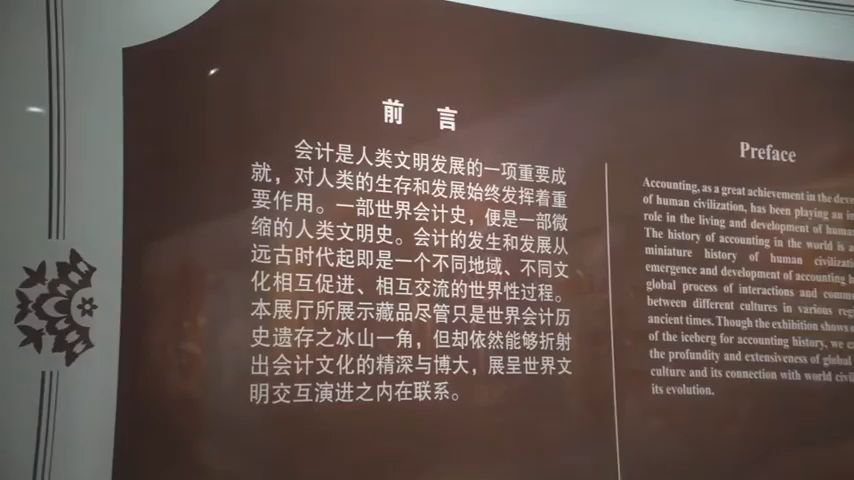 前 言
会计是人类文明发展的一项重要成
就，对人类的生存和发展始终发挥着重
要作用。一部世界会计史，便是一部微
缩的人类文明史。会计的发生和发展从
远古时代起即是一个不同地域、不同文
化相互促进、相互交流的世界性过程。
本展厅所展示藏品尽管只是世界会计历
史遗存之冰山一角，但却依然能够折射
出会计文化的精深与博大，展呈世界文
明交互演进之内在联系。
Preface
Accounting, as a great achievement in the
of human civilization, has been playing an
role in the living and development of human
The history of accounting in the world is a
miniature history of human
emergence and development of accounting
global process of interactions and
between different cultures in various
ancient times. Though the exhibition shows
of the iceberg for accounting history, we
the profundity and extensiveness of global
culture and its connection with world
its evolution.